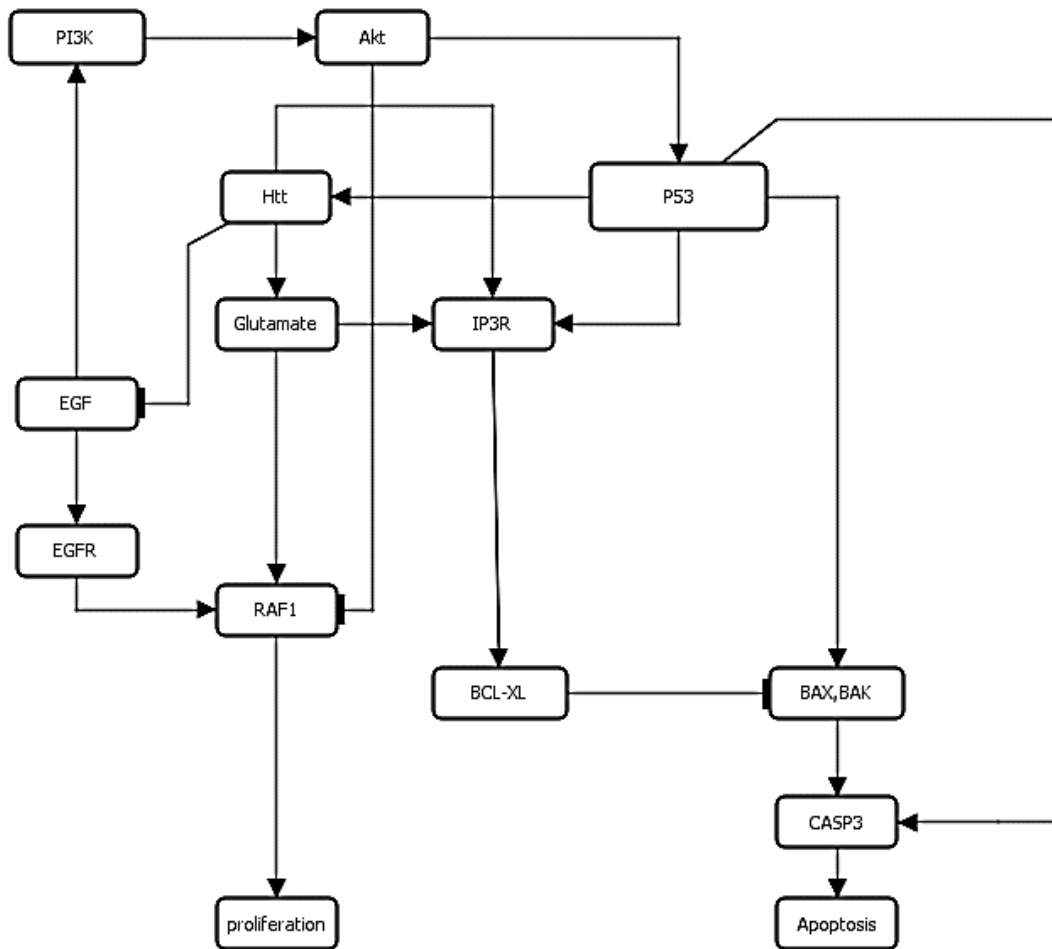 PI3K
Akt
Htt
P53
Glutamate
IP3R
EGF
EGFR
RAF1
BCL-XL
BAX,BAK
CASP3
proliferation
Apoptosis